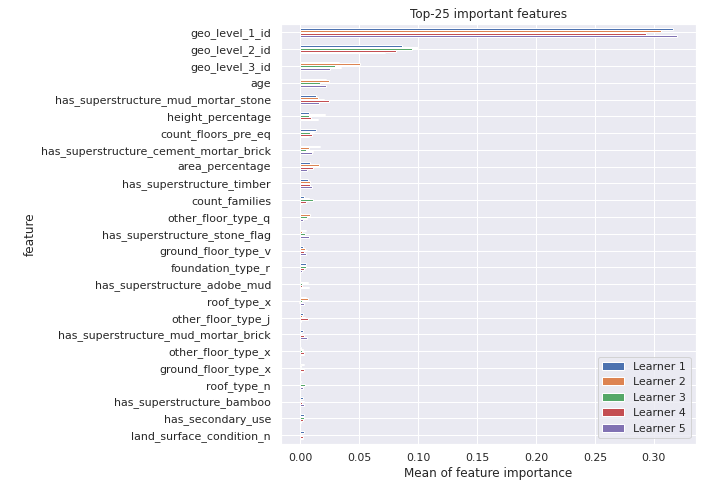 Top-25 important features
geo_level_1_id
geo_level_2_id
geo_level_3_id
age
has_superstructure_mud_mortar_stone
height_percentage
count_floors_pre_eq
has_superstructure_cement_mortar_brick
area_percentage
has_superstructure_timber
count_families
other_floor_type_q
has_superstructure_stone_flag
ground_floor_type_v
foundation_type_r
has_superstructure_adobe_mud
roof_type_x
other_floor_type_j
has_superstructure_mud_mortar_brick
other_floor_type_x
ground_floor_type_x
roof_type_n
has_superstructure_bamboo
has_secondary_use
land_surface_condition_n
feature
Learner 1
Learner 2
Learner 3
Learner 4
Learner 5
0.00 0.05 0.10 0.15 0.20 0.25 0.30
Mean of feature importance